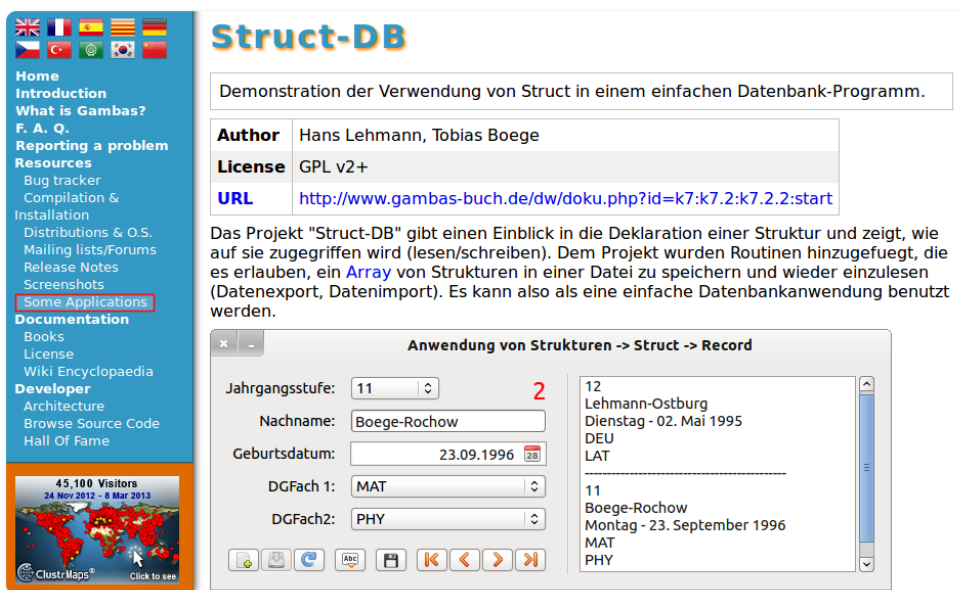 Home
Introduction
What is Gambas?
F. A. Q.
Reporting a problem
Resources
Bug tracker
Compilation &
Installation
Distributions & O.S.
Mailing lists/Forums
Release Notes
Screenshots
Some Applications
Documentation
Books
License
Wiki Encyclopaedia
Developer
Architecture
Browse Source Code
Hall Of Fame
45,100 Visitors
24 Nov 2012 - 8 Mar 2013
ClustrMaps®
Click to see
Struct-DB
Demonstration der Verwendung von Struct in einem einfachen Datenbank-Programm.
Author Hans Lehmann, Tobias Boege
License GPL v2+
URL http://www.gambas-buch.de/dw/doku.php?id=k7:k7.2:k7.2.2:start
Das Projekt "Struct-DB" gibt einen Einblick in die Deklaration einer Struktur und zeigt, wie
auf sie zugegriffen wird (lesen/schreiben). Dem Projekt wurden Routinen hinzugefuegt, die
es erlauben, ein Array von Strukturen in einer Datei zu speichern und wieder einzulesen
(Datenexport, Datenimport). Es kann also als eine einfache Datenbankanwendung benutzt
werden.
Anwendung von Strukturen -> Struct -> Record
Jahrgangsstufe: 11 2
Nachname: Boege-Rochow
Geburtsdatum: 23.09.1996 28
DGFach 1: MAT
DGFach2: PHY
Abc
12
Lehmann-Ostburg
Dienstag - 02. Mai 1995
DEU
LAT
------------------------------------------------
11
Boege-Rochow
Montag - 23. September 1996
MAT
PHY